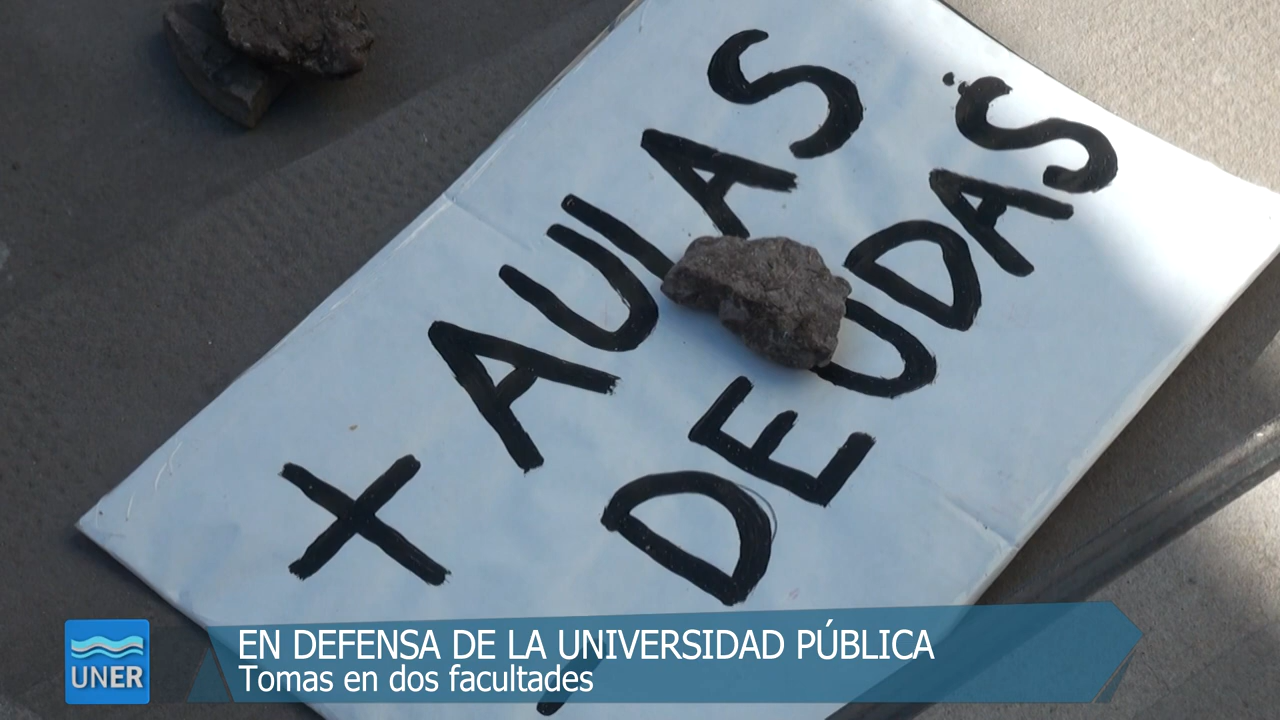 + AULAS
- DEUDAS
UNER
EN DEFENSA DE LA UNIVERSIDAD PÚBLICA
Tomas en dos facultades